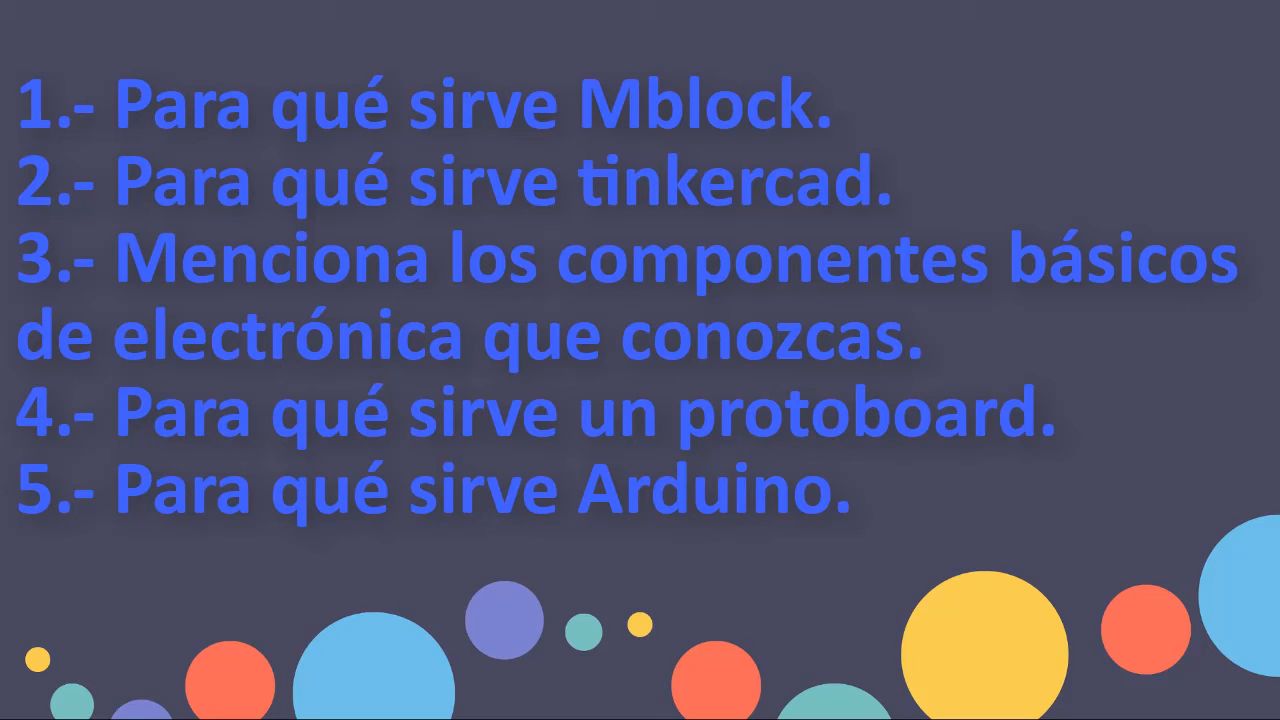 1.- Para qué sirve Mblock.
2.- Para qué sirve tinkercad.
3.- Menciona los componentes básicos
de electrónica que conozcas.
4.- Para qué sirve un protoboard.
5.- Para qué sirve Arduino.